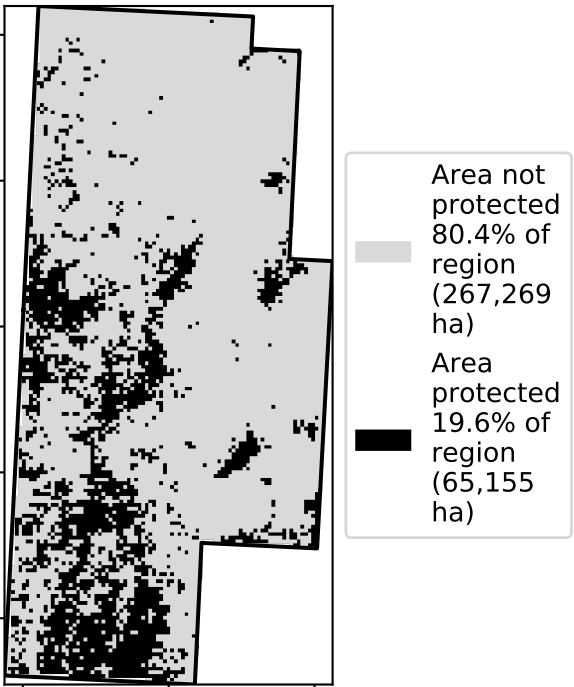 Area not
protected
80.4% of
region
(267,269
ha)
Area
protected
19.6% of
region
(65,155
ha)